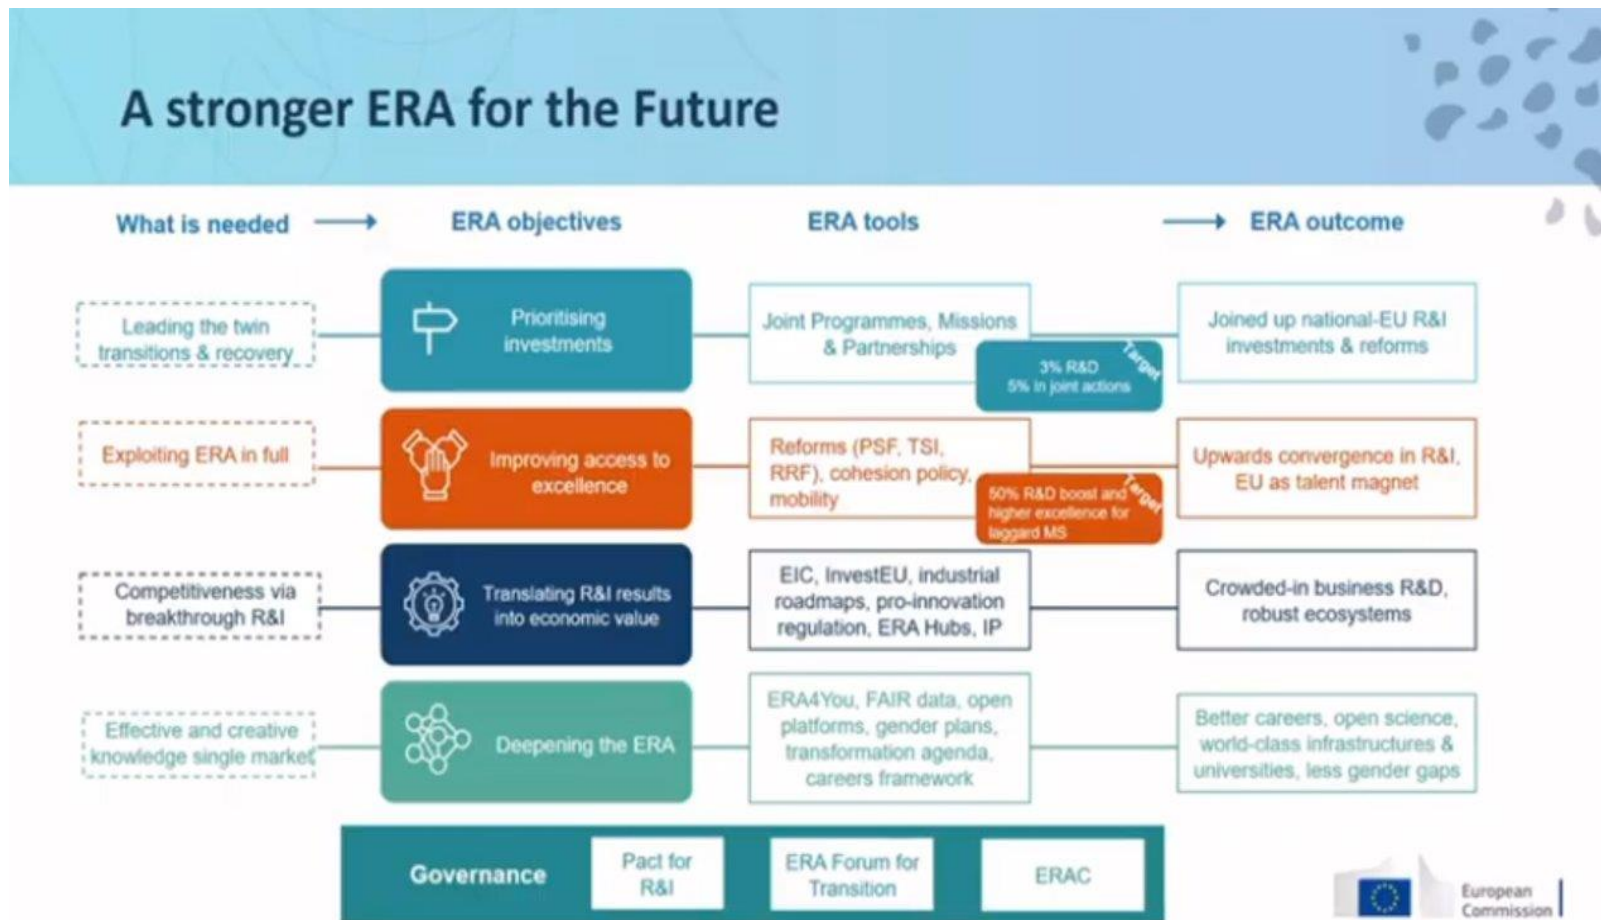 A stronger ERA for the Future
What is needed
ERA objectives
ERA tools
ERA outcome
Leading the twin
transitions & recovery
Prioritising
investments
Joint Programmes, Missions
& Partnerships
Target
3% R&D
5% in joint actions
Joined up national-EU R&I
investments & reforms
Exploiting ERA in full
Improving access to
excellence
Reforms (PSF, TSI,
RRF), cohesion policy,
mobility
Target
50% R&D boost and
higher excellence for
laggard MS
Upwards convergence in R&I,
EU as talent magnet
Competitiveness via
breakthrough R&I
Translating R&I results
into economic value
EIC, InvestEU, industrial
roadmaps, pro-innovation
regulation, ERA Hubs, IP
Crowded-in business R&D,
robust ecosystems
Effective and creative
knowledge single market
Deepening the ERA
ERA4You, FAIR data, open
platforms, gender plans,
transformation agenda,
careers framework
Better careers, open science,
world-class infrastructures &
universities, less gender gaps
Governance
Pact for
R&I
ERA Forum for
Transition
ERAC
European
Commission